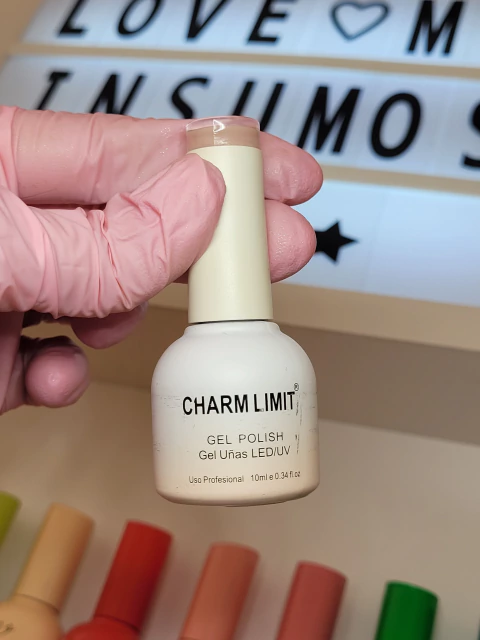 LOVE ♡ M
INSUMOS
CHARM LIMIT®
GEL POLISH
Gel Uñas LED/UV
Uso Profesional 10ml e 0.34 fl.oz